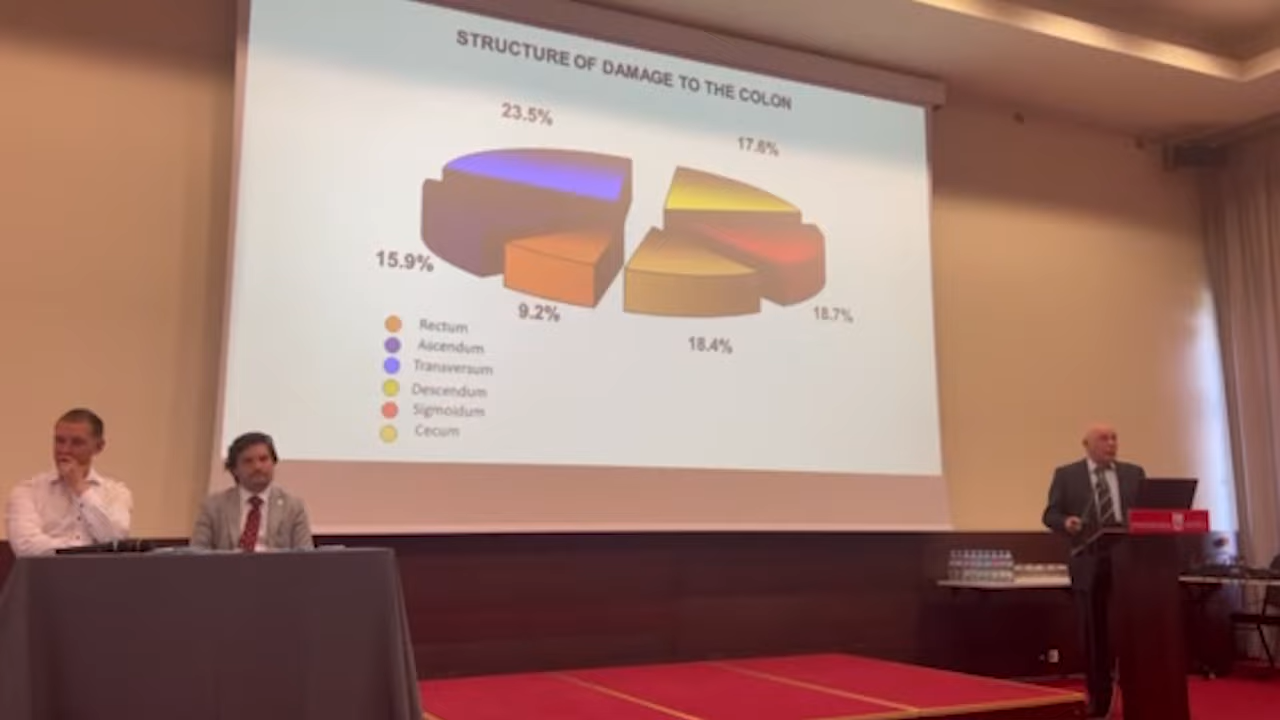 STRUCTURE OF DAMAGE TO THE COLON
23.5%
17.6%
15.9%
9.2%
18.7%
18.4%
Rectum
Ascendum
Transversum
Descendum
Sigmoidum
Cecum